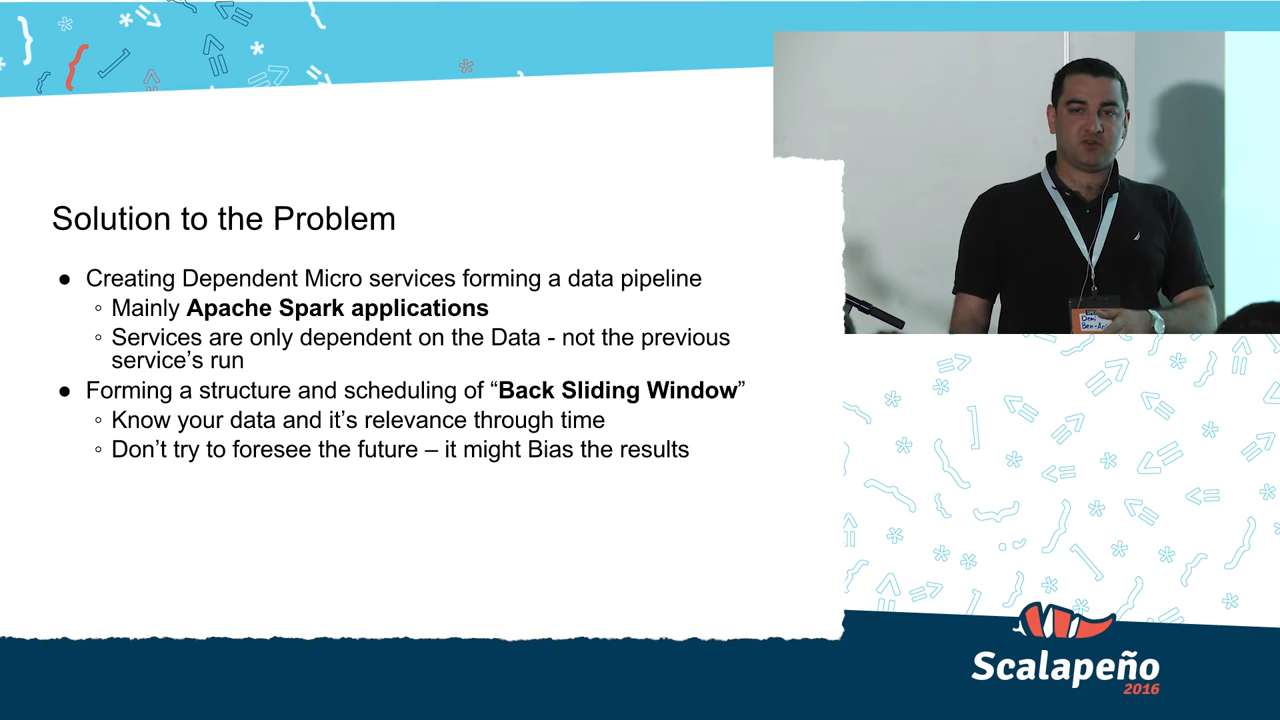 Solution to the Problem
● Creating Dependent Micro services forming a data pipeline
◦ Mainly Apache Spark applications
◦ Services are only dependent on the Data - not the previous
service's run
● Forming a structure and scheduling of “Back Sliding Window”
◦ Know your data and it’s relevance through time
◦ Don’t try to foresee the future – it might Bias the results
Demi
Scalapeño
2016